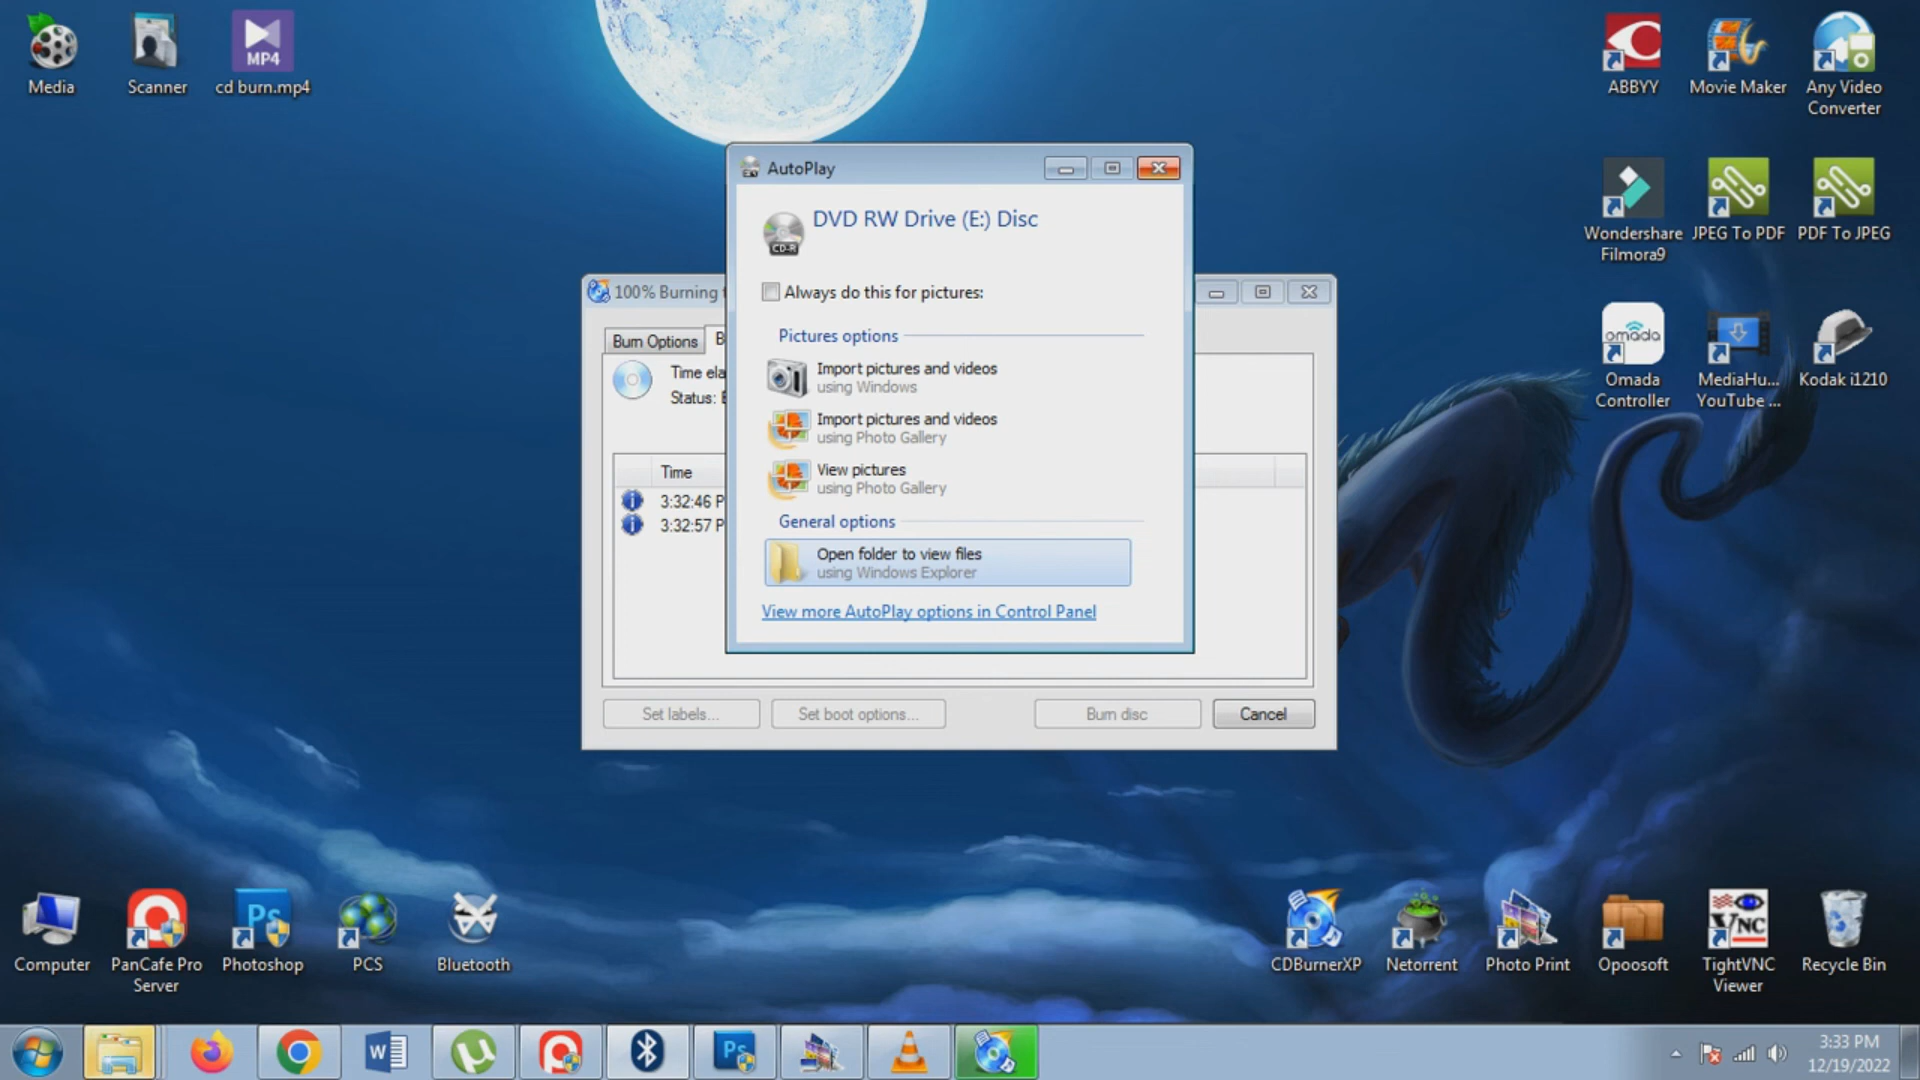 Media
Scanner
MP4
cd burn.mp4
ABBYY
Movie Maker
Any Video
Converter
Wondershare
Filmora9
JPEG To PDF
PDF To JPEG
omada
Omada
Controller
MediaHu...
YouTube ...
Kodak i1210
AutoPlay
CD-R
DVD RW Drive (E:) Disc
Always do this for pictures:
Pictures options
Import pictures and videos
using Windows
Import pictures and videos
using Photo Gallery
View pictures
using Photo Gallery
General options
Open folder to view files
using Windows Explorer
View more AutoPlay options in Control Panel
100% Burning
Burn Options
Time ela
Status:
Time
3:32:46 P
3:32:57 P
Set labels...
Set boot options...
Burn disc
Cancel
Computer
PanCafe Pro
Server
Ps
Photoshop
PCS
Bluetooth
CDBurnerXP
Netorrent
Photo Print
Opoosoft
VNC
TightVNC
Viewer
Recycle Bin
W
Ps
3:33 PM
12/19/2022